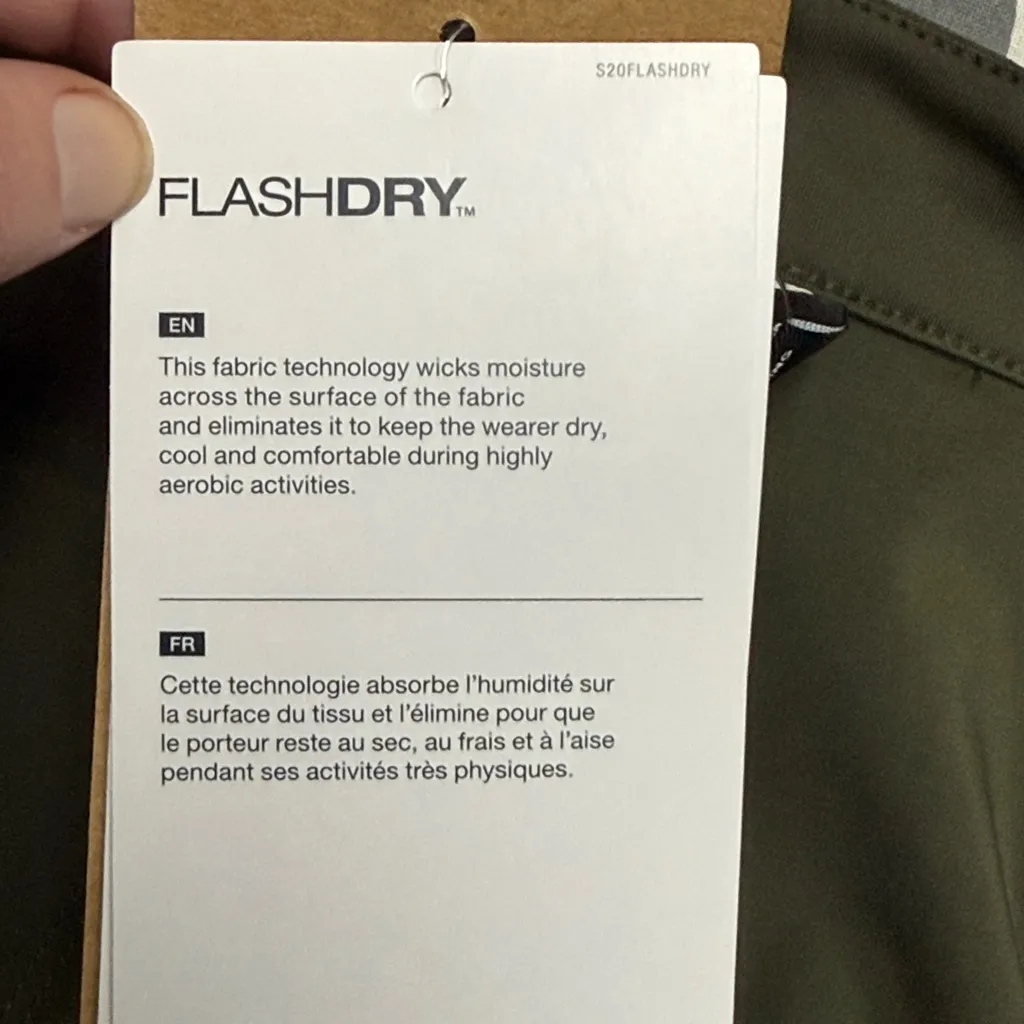 S20FLASHDRY
FLASHDRY™
EN
This fabric technology wicks moisture
across the surface of the fabric
and eliminates it to keep the wearer dry,
cool and comfortable during highly
aerobic activities.
FR
Cette technologie absorbe l'humidité sur
la surface du tissu et l'élimine pour que
le porteur reste au sec, au frais et à l'aise
pendant ses activités très physiques.